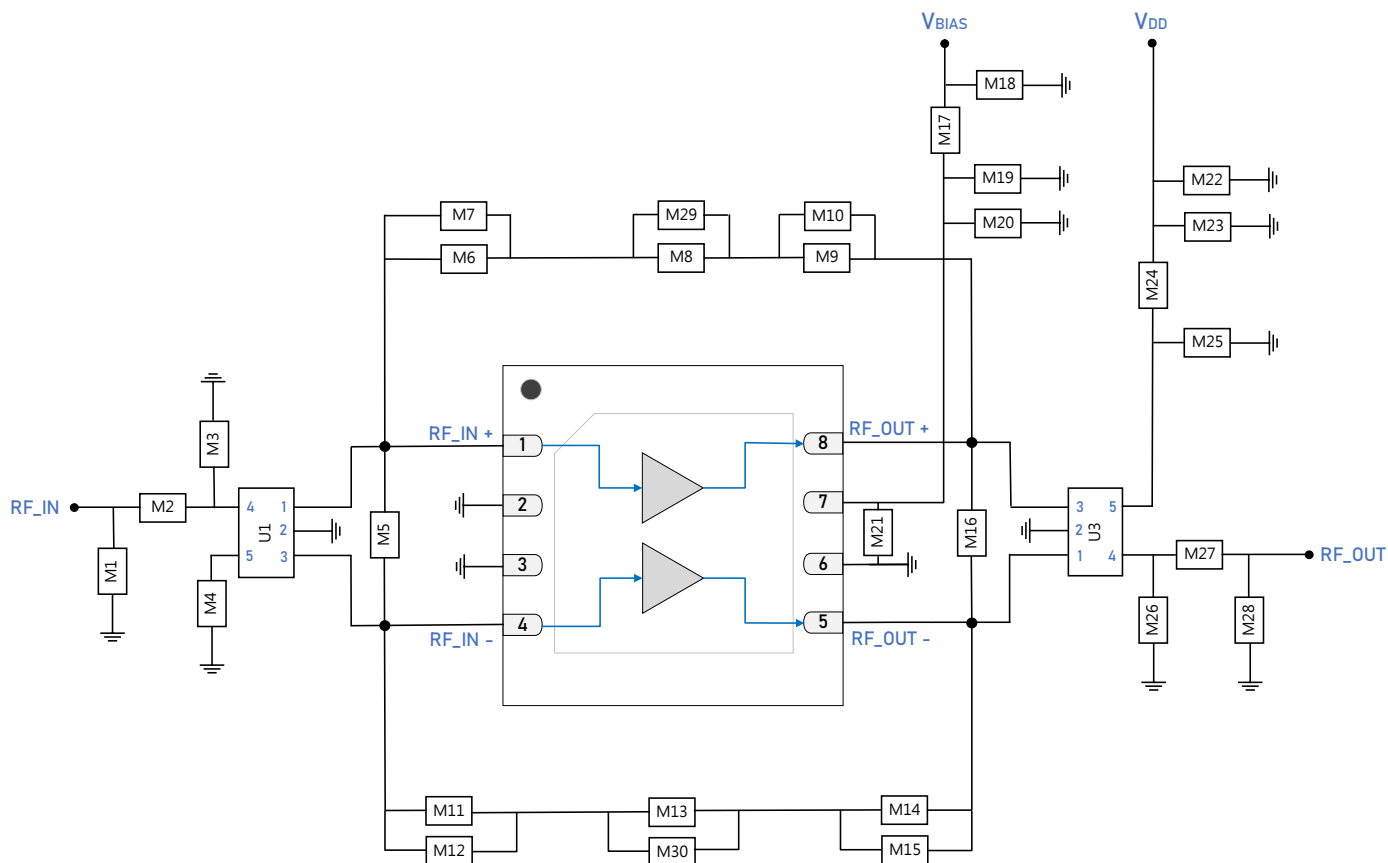 VBIAS
VDD
M18
M17
M19
M22
M7
M29
M10
M20
M23
M6
M8
M9
M24
M25
RF_IN +
1
8
RF_OUT +
M3
RF_IN
M2
4
1
2
7
3
5
U1
2
M5
M21
M16
2
U3
5
3
3
6
1
4
M27
RF_OUT
M1
M4
M26
M28
RF_IN -
4
5
RF_OUT -
M11
M13
M14
M12
M30
M15